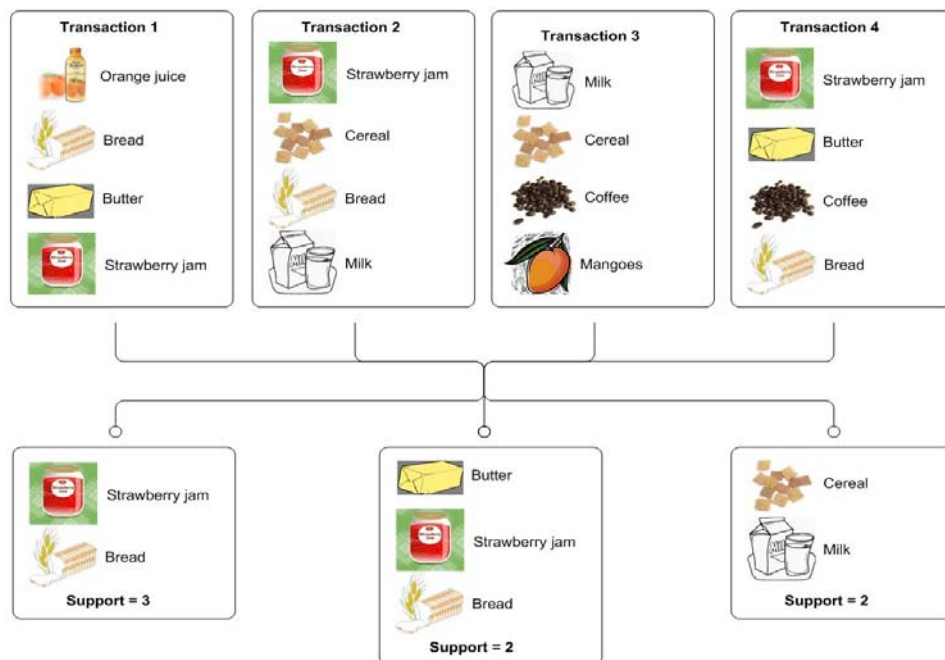 Transaction 1
Orange juice
Bread
Butter
Strawberry jam
Transaction 2
Strawberry jam
Cereal
Bread
Milk
Transaction 3
Milk
Cereal
Coffee
Mangoes
Transaction 4
Strawberry jam
Butter
Coffee
Bread
Strawberry jam
Bread
Support = 3
Butter
Strawberry jam
Bread
Support = 2
Cereal
Milk
Support = 2